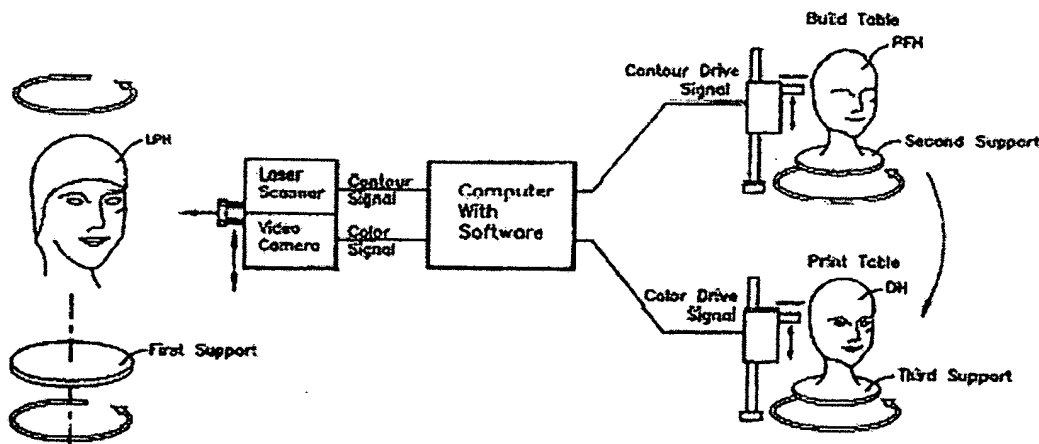 Build Table
PFH
Contour Drive
Signal
Second Support
LPH
Laser
Scanner
Contour
Signal
Video
Camera
Color
Signal
Computer
With
Software
Print Table
DH
Color Drive
Signal
First Support
Third Support